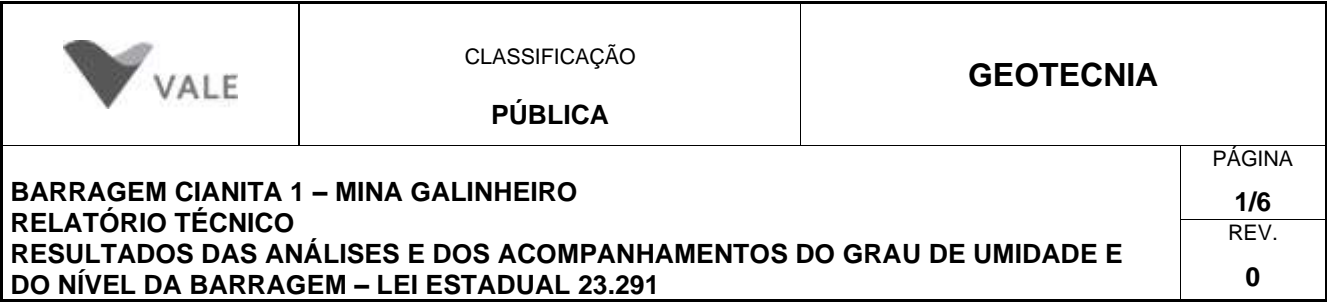 VALE
CLASSIFICAÇÃO
PÚBLICA
GEOTECNIA
BARRAGEM CIANITA 1 – MINA GALINHEIRO
RELATÓRIO TÉCNICO
RESULTADOS DAS ANÁLISES E DOS ACOMPANHAMENTOS DO GRAU DE UMIDADE E
DO NÍVEL DA BARRAGEM – LEI ESTADUAL 23.291
PÁGINA
1/6
REV.
0